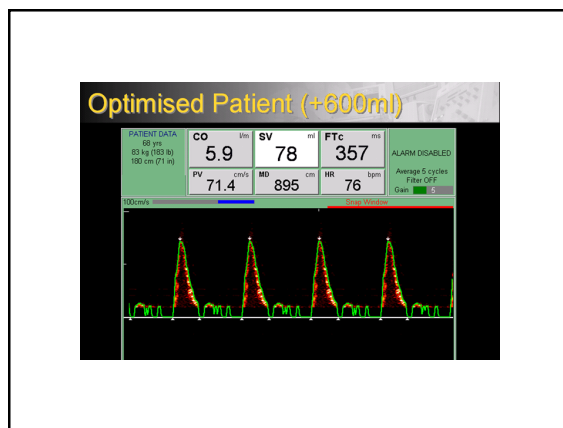 Optimised Patient (+600ml)
PATIENT DATA
68 yrs
83 kg (183 lb)
180 cm (71 in)
CO l/m
5.9
SV ml
78
FTc ms
357
PV cm/s
71.4
MD cm
895
HR bpm
76
ALARM DISABLED
Average 5 cycles
Filter OFF
Gain 5
100cm/s
Snap Window